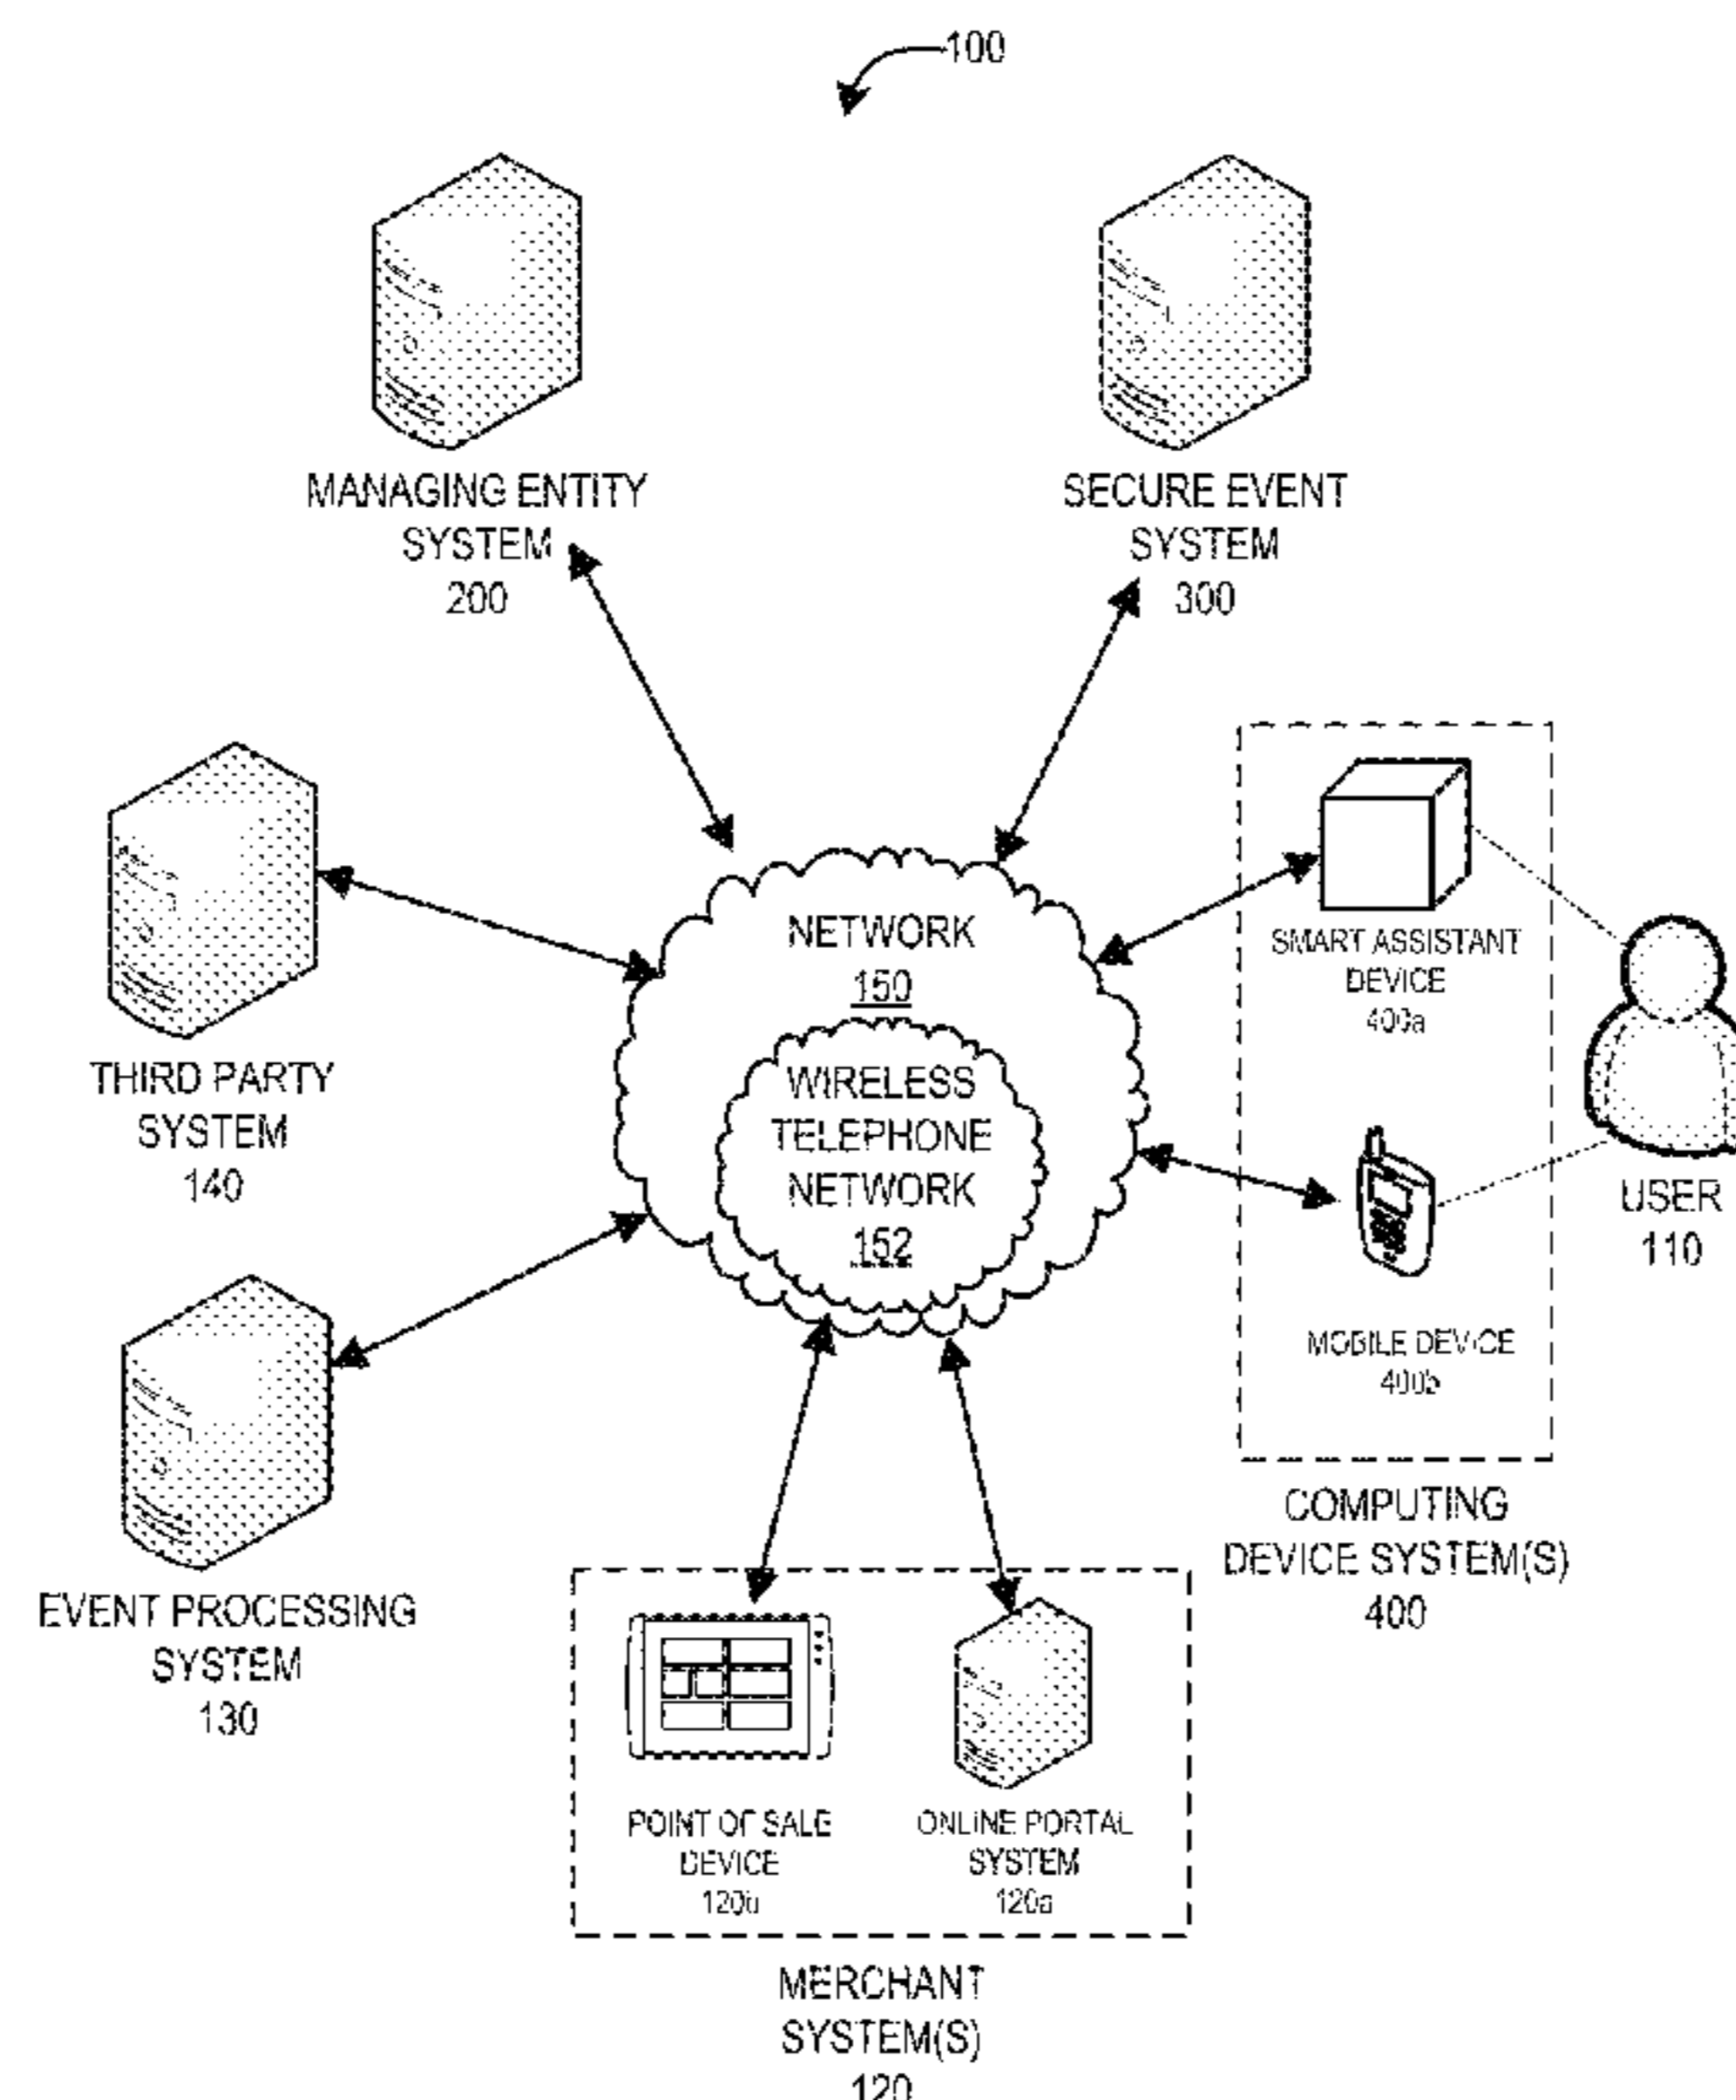 100
MANAGING ENTITY
SYSTEM
200
SECURE EVENT
SYSTEM
300
THIRD PARTY
SYSTEM
140
NETWORK
150
WIRELESS
TELEPHONE
NETWORK
152
SMART ASSISTANT
DEVICE
400a
MOBILE DEVICE
400b
USER
110
COMPUTING
DEVICE SYSTEM(S)
400
EVENT PROCESSING
SYSTEM
130
POINT OF SALE
DEVICE
120b
ONLINE PORTAL
SYSTEM
120a
MERCHANT
SYSTEM(S)
120